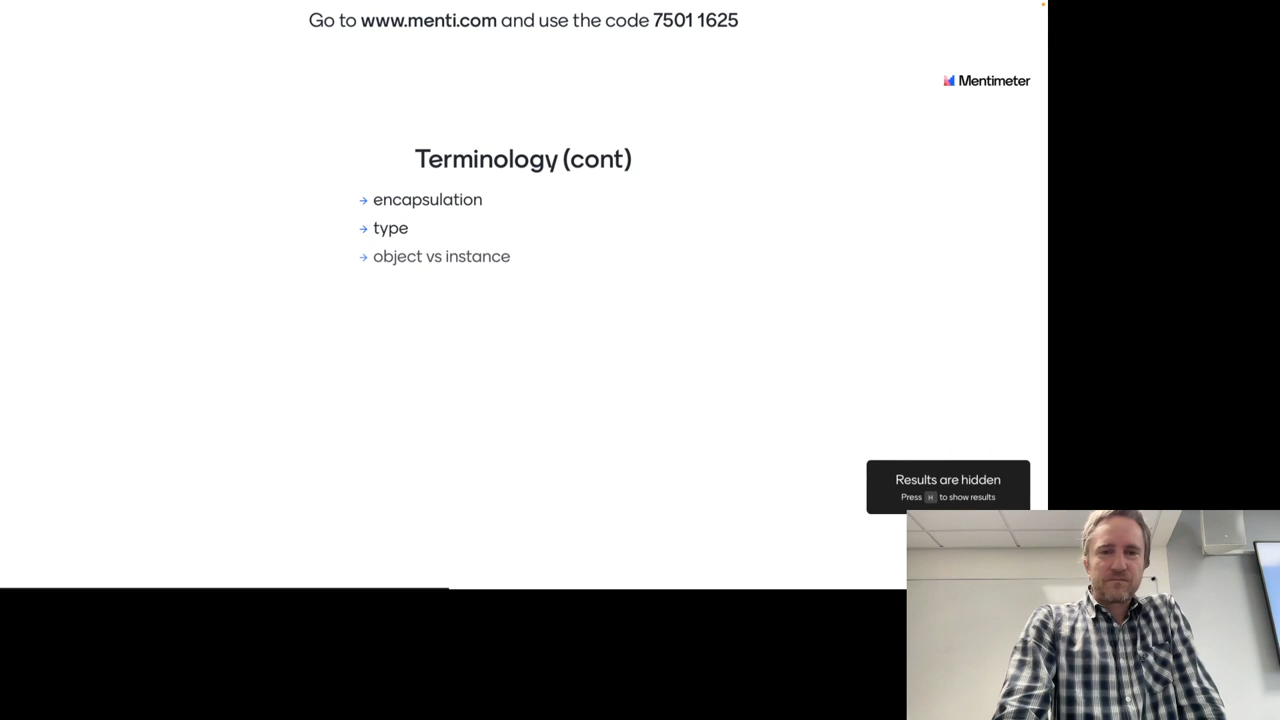 Go to www.menti.com and use the code 7501 1625
Mentimeter
Terminology (cont)
→ encapsulation
→ type
→ object vs instance
Results are hidden
Press H to show results